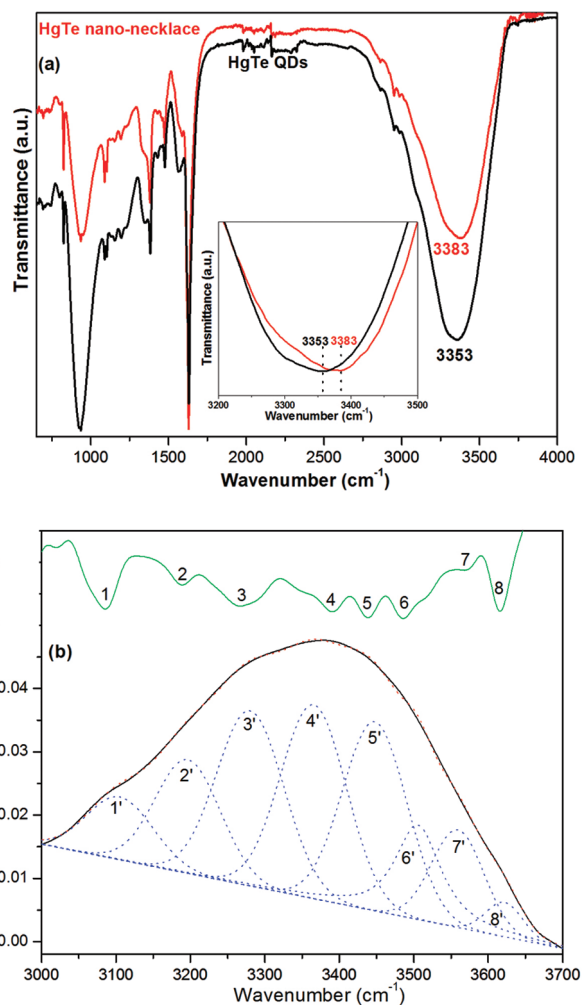 HgTe nano-necklace
(a)
HgTe QDs
Transmittance (a.u.)
3383
3353
Transmittance (a.u.)
3353 3383
3200 3300 3400 3500
Wavenumber (cm-1)
1000 1500 2000 2500 3000 3500 4000
Wavenumber (cm-1)
1 2 3 4 5 6 7 8
(b)
0.04
0.03
0.02
0.01
0.00
1' 2' 3' 4' 5' 6' 7' 8'
3000 3100 3200 3300 3400 3500 3600 3700
Wavenumber (cm-1)